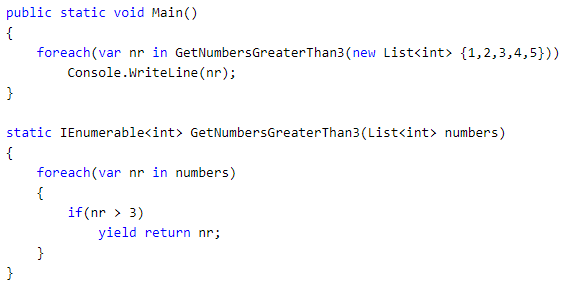 public static void Main()
{
    foreach(var nr in GetNumbersGreaterThan3(new List<int> {1,2,3,4,5}))
        Console.WriteLine(nr);
}

static IEnumerable<int> GetNumbersGreaterThan3(List<int> numbers)
{
    foreach(var nr in numbers)
    {
        if(nr > 3)
            yield return nr;
    }
}